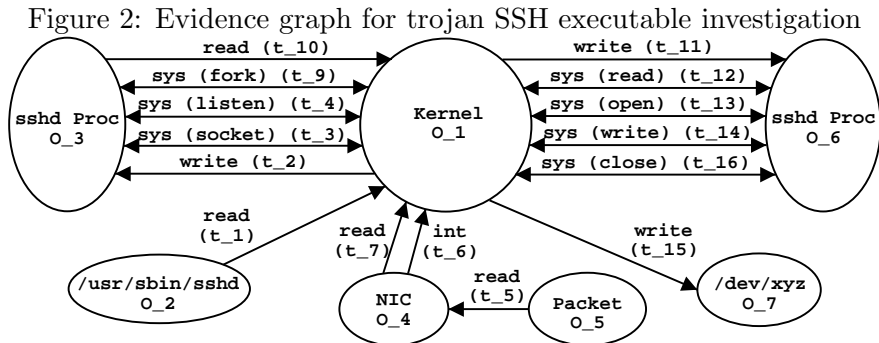 Figure 2: Evidence graph for trojan SSH executable investigation
read (t_10)
sys (fork) (t_9)
sys (listen) (t_4)
sys (socket) (t_3)
write (t_2)
sshd Proc
O_3
Kernel
O_1
write (t_11)
sys (read) (t_12)
sys (open) (t_13)
sys (write) (t_14)
sys (close) (t_16)
sshd Proc
O_6
read
(t_1)
read
(t_7)
int
(t_6)
write
(t_15)
/usr/sbin/sshd
O_2
NIC
O_4
read
(t_5)
Packet
O_5
/dev/xyz
O_7